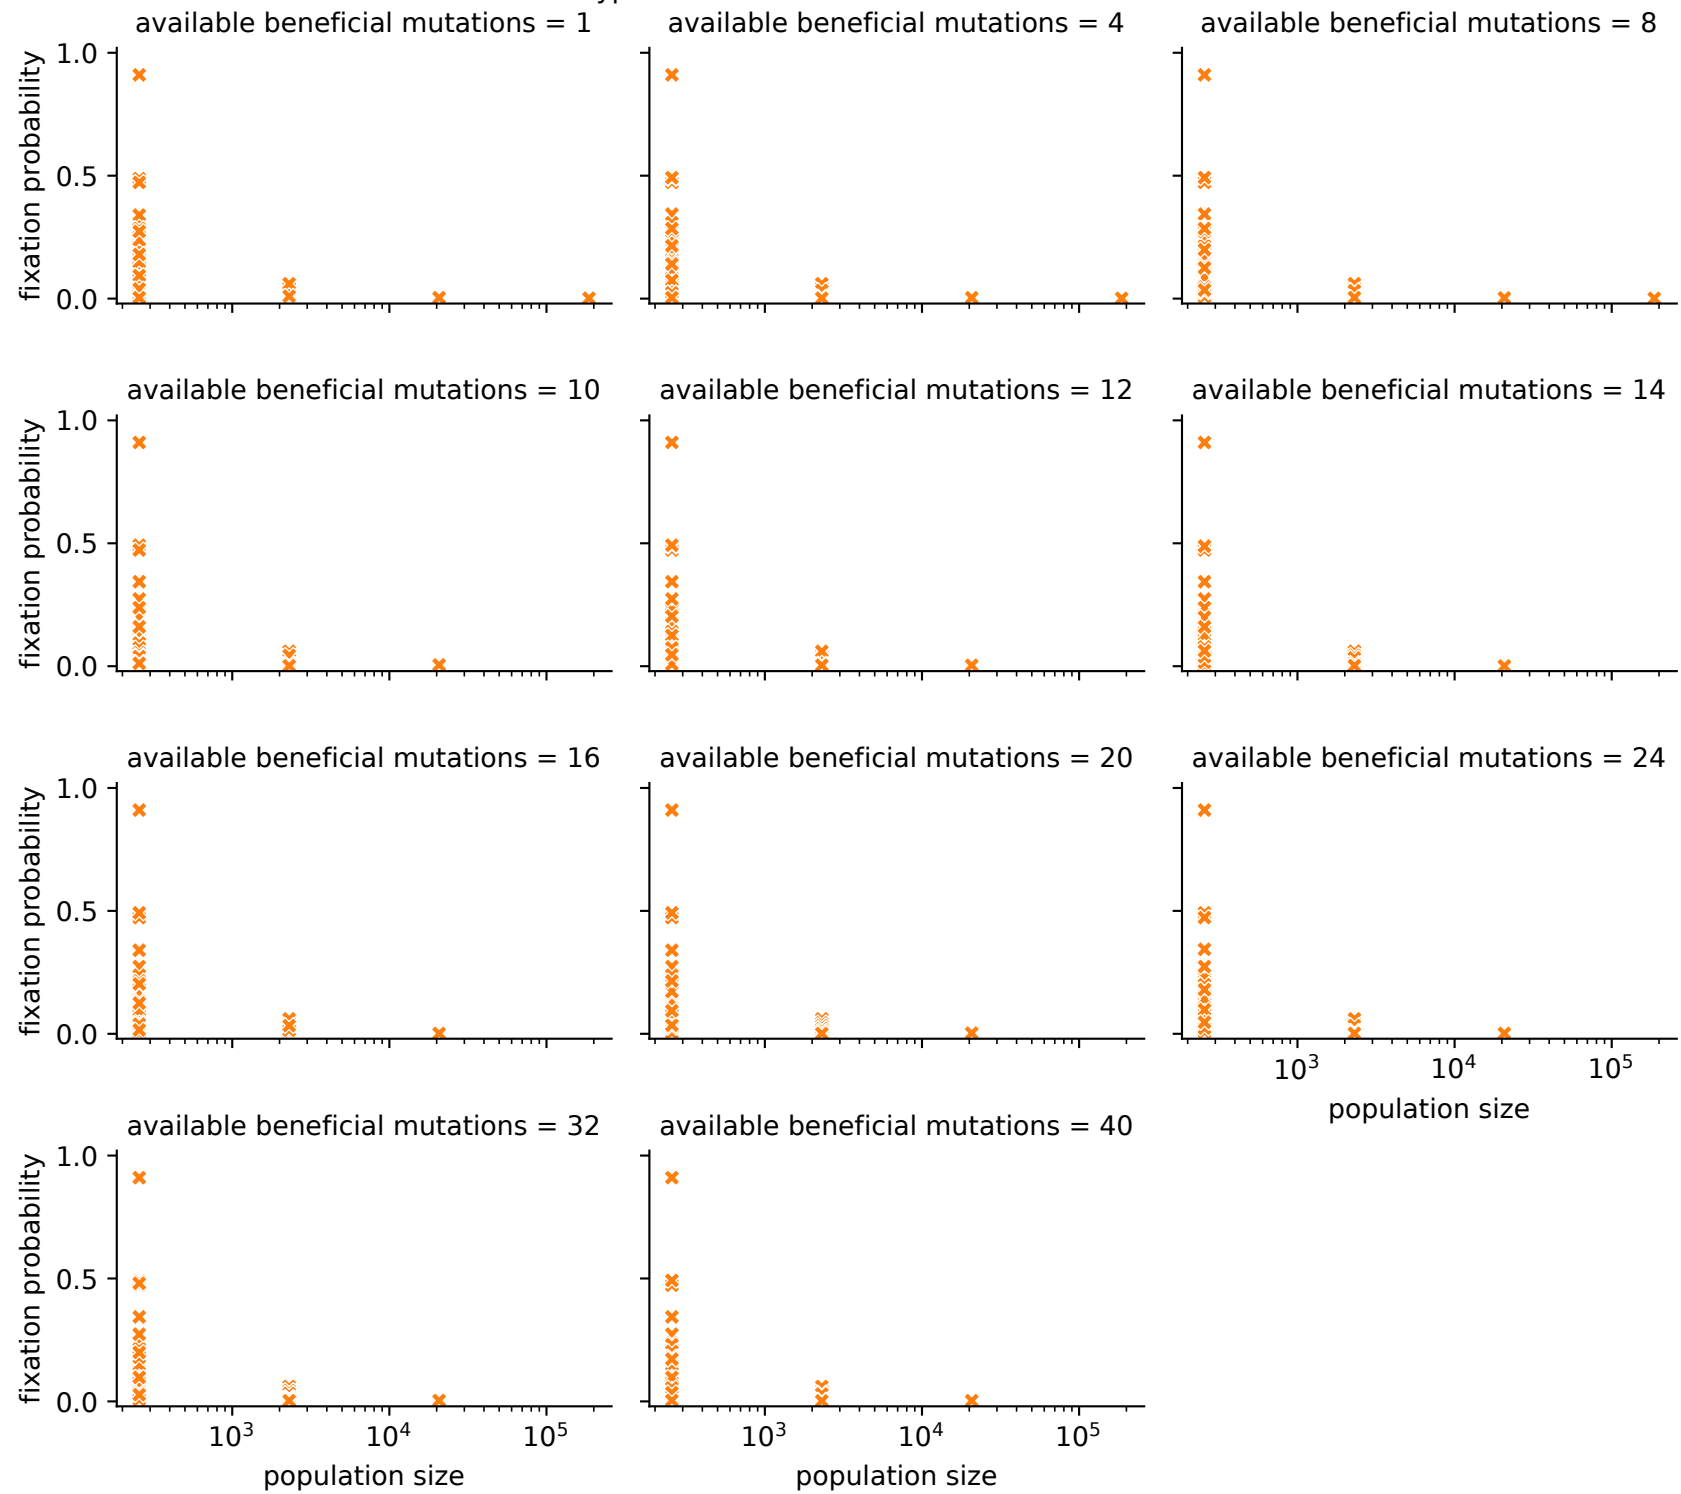 available beneficial mutations = 1
available beneficial mutations = 4
available beneficial mutations = 8
fixation probability
1.0
0.5
0.0
available beneficial mutations = 10
available beneficial mutations = 12
available beneficial mutations = 14
fixation probability
1.0
0.5
0.0
available beneficial mutations = 16
available beneficial mutations = 20
available beneficial mutations = 24
fixation probability
1.0
0.5
0.0
10³ 10⁴ 10⁵
population size
available beneficial mutations = 32
available beneficial mutations = 40
fixation probability
1.0
0.5
0.0
10³ 10⁴ 10⁵
10³ 10⁴ 10⁵
population size
population size